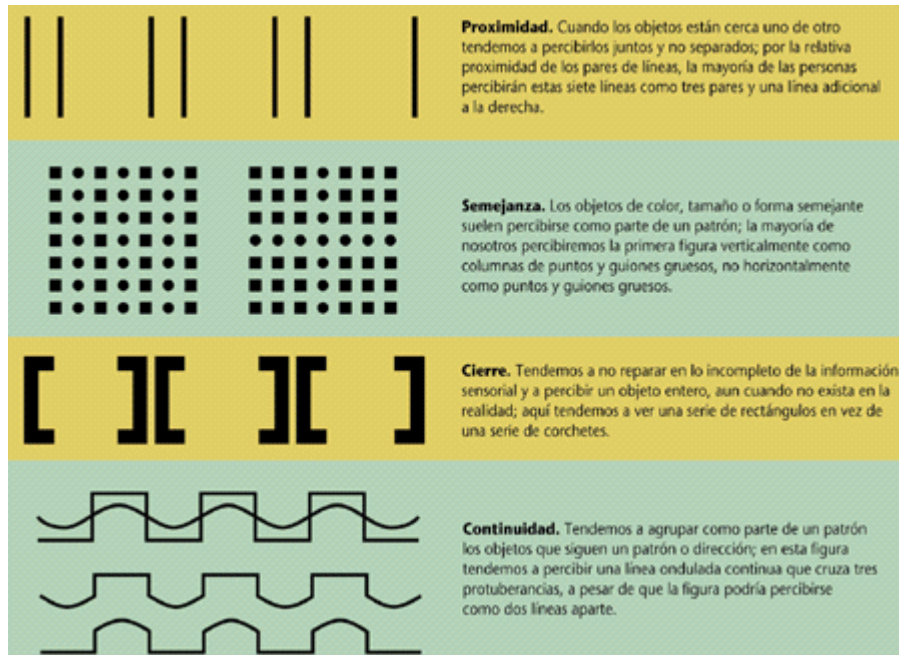 Proximidad. Cuando los objetos están cerca uno de otro
tendemos a percibirlos juntos y no separados; por la relativa
proximidad de los pares de líneas, la mayoría de las personas
percibirán estas siete líneas como tres pares y una línea adicional
a la derecha.
Semejanza. Los objetos de color, tamaño o forma semejante
suelen percibirse como parte de un patrón; la mayoría de
nosotros percibiremos la primera figura verticalmente como
columnas de puntos y guiones gruesos, no horizontalmente
como puntos y guiones gruesos.
Cierre. Tendemos a no reparar en lo incompleto de la información
sensorial y a percibir un objeto entero, aun cuando no exista en la
realidad; aquí tendemos a ver una serie de rectángulos en vez de
una serie de corchetes.
Continuidad. Tendemos a agrupar como parte de un patrón
los objetos que siguen un patrón o dirección; en esta figura
tendemos a percibir una línea ondulada continua que cruza tres
protuberancias, a pesar de que la figura podría percibirse
como dos líneas aparte.